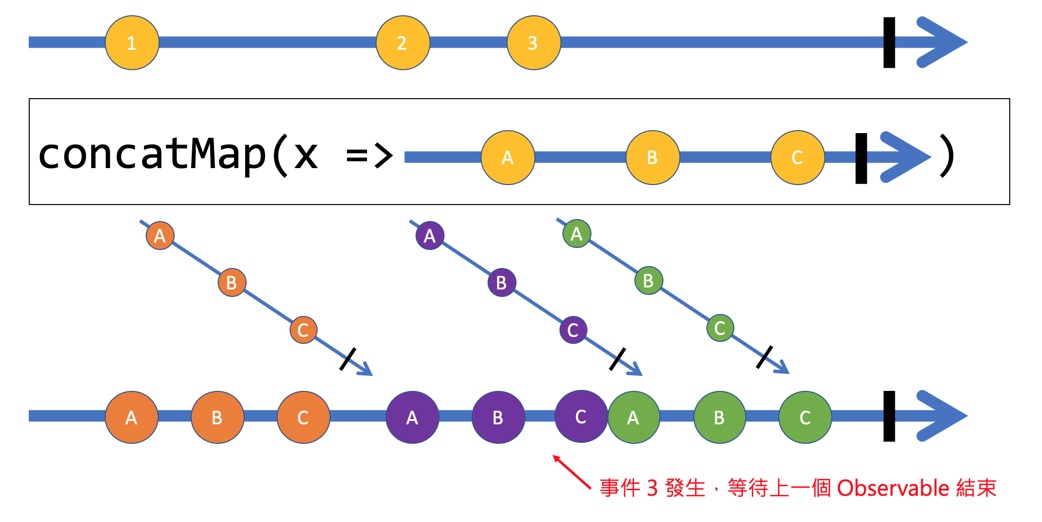 1 2 3
concatMap(x => A B C )
A A A
B B B
C C C
A B C A B C A B C
事件 3 發生，等待上一個 Observable 結束